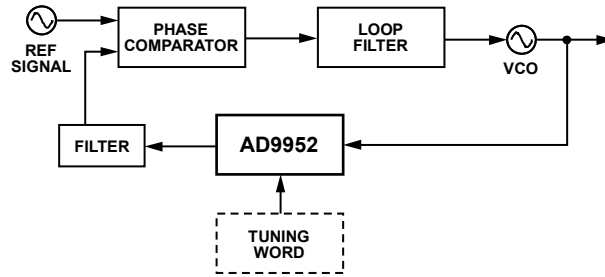 REF
SIGNAL
PHASE
COMPARATOR
LOOP
FILTER
VCO
FILTER
AD9952
TUNING
WORD